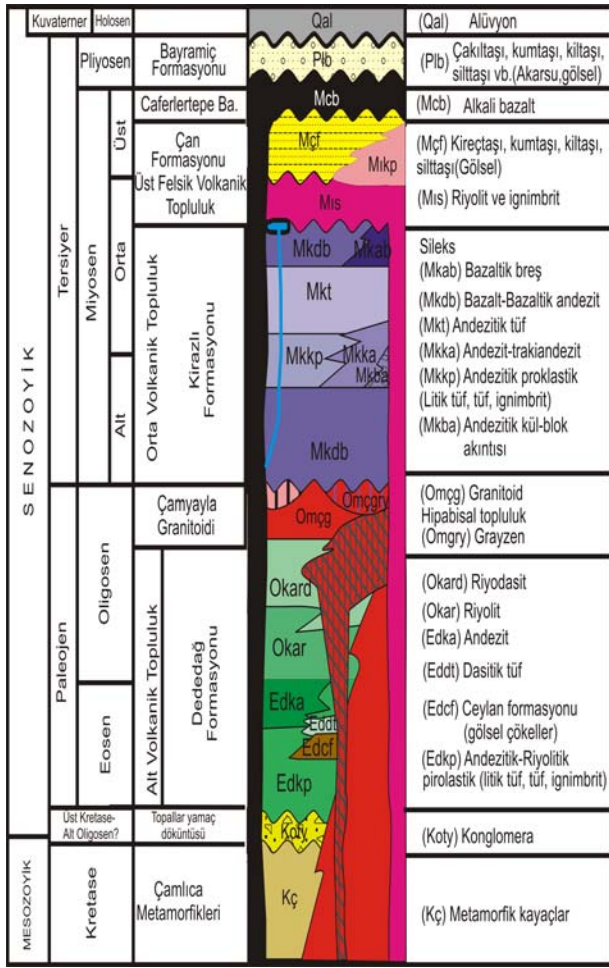 SENOZOYİK
MESOZOYİK
Kuvaterner
Holosen
Tersiyer
Paleojen
Pliyosen
Miyosen
Üst
Orta
Alt
Oligosen
Eosen
Üst Kretase-
Alt Oligosen?
Kretase
Bayramiç
Formasyonu
Caferlertepe Ba.
Çan
Formasyonu
Üst Felsik Volkanik
Topluluk
Orta Volkanik Topluluk
Kirazlı
Formasyonu
Çamyayla
Granitoidi
Alt Volkanik Topluluk
Dededağ
Formasyonu
Topallar yamaç
döküntüsü
Çamlıca
Metamorfikleri
Qal
Plb
Mcb
Mçf
Mıkp
Mıs
Mkdb
Mkab
Mkt
Mkkp
Mkka
Mkba
Mkdb
Omçgry
Omçg
Okard
Okar
Edka
Eddt
Edcf
Edkp
Koty
Kç
(Qal) Alüvyon
(Plb) Çakıltaşı, kumtaşı, kiltaşı,
silttaşı vb.(Akarsu,gölsel)
(Mcb) Alkali bazalt
(Mçf) Kireçtaşı, kumtaşı, kiltaşı,
silttaşı(Gölsel)
(Mıs) Riyolit ve ignimbrit
Sileks
(Mkab) Bazaltik breş
(Mkdb) Bazalt-Bazaltik andezit
(Mkt) Andezitik tüf
(Mkka) Andezit-trakiandezit
(Mkkp) Andezitik proklastik
(Litik tüf, tüf, ignimbrit)
(Mkba) Andezitik kül-blok
akıntısı
(Omçg) Granitoid
Hipabisal topluluk
(Omgry) Grayzen
(Okard) Riyodasit
(Okar) Riyolit
(Edka) Andezit
(Eddt) Dasitik tüf
(Edcf) Ceylan formasyonu
(gölsel çökeller)
(Edkp) Andezitik-Riyolitik
pirolastik (litik tüf, tüf, ignimbrit)
(Koty) Konglomera
(Kç) Metamorfik kayaçlar